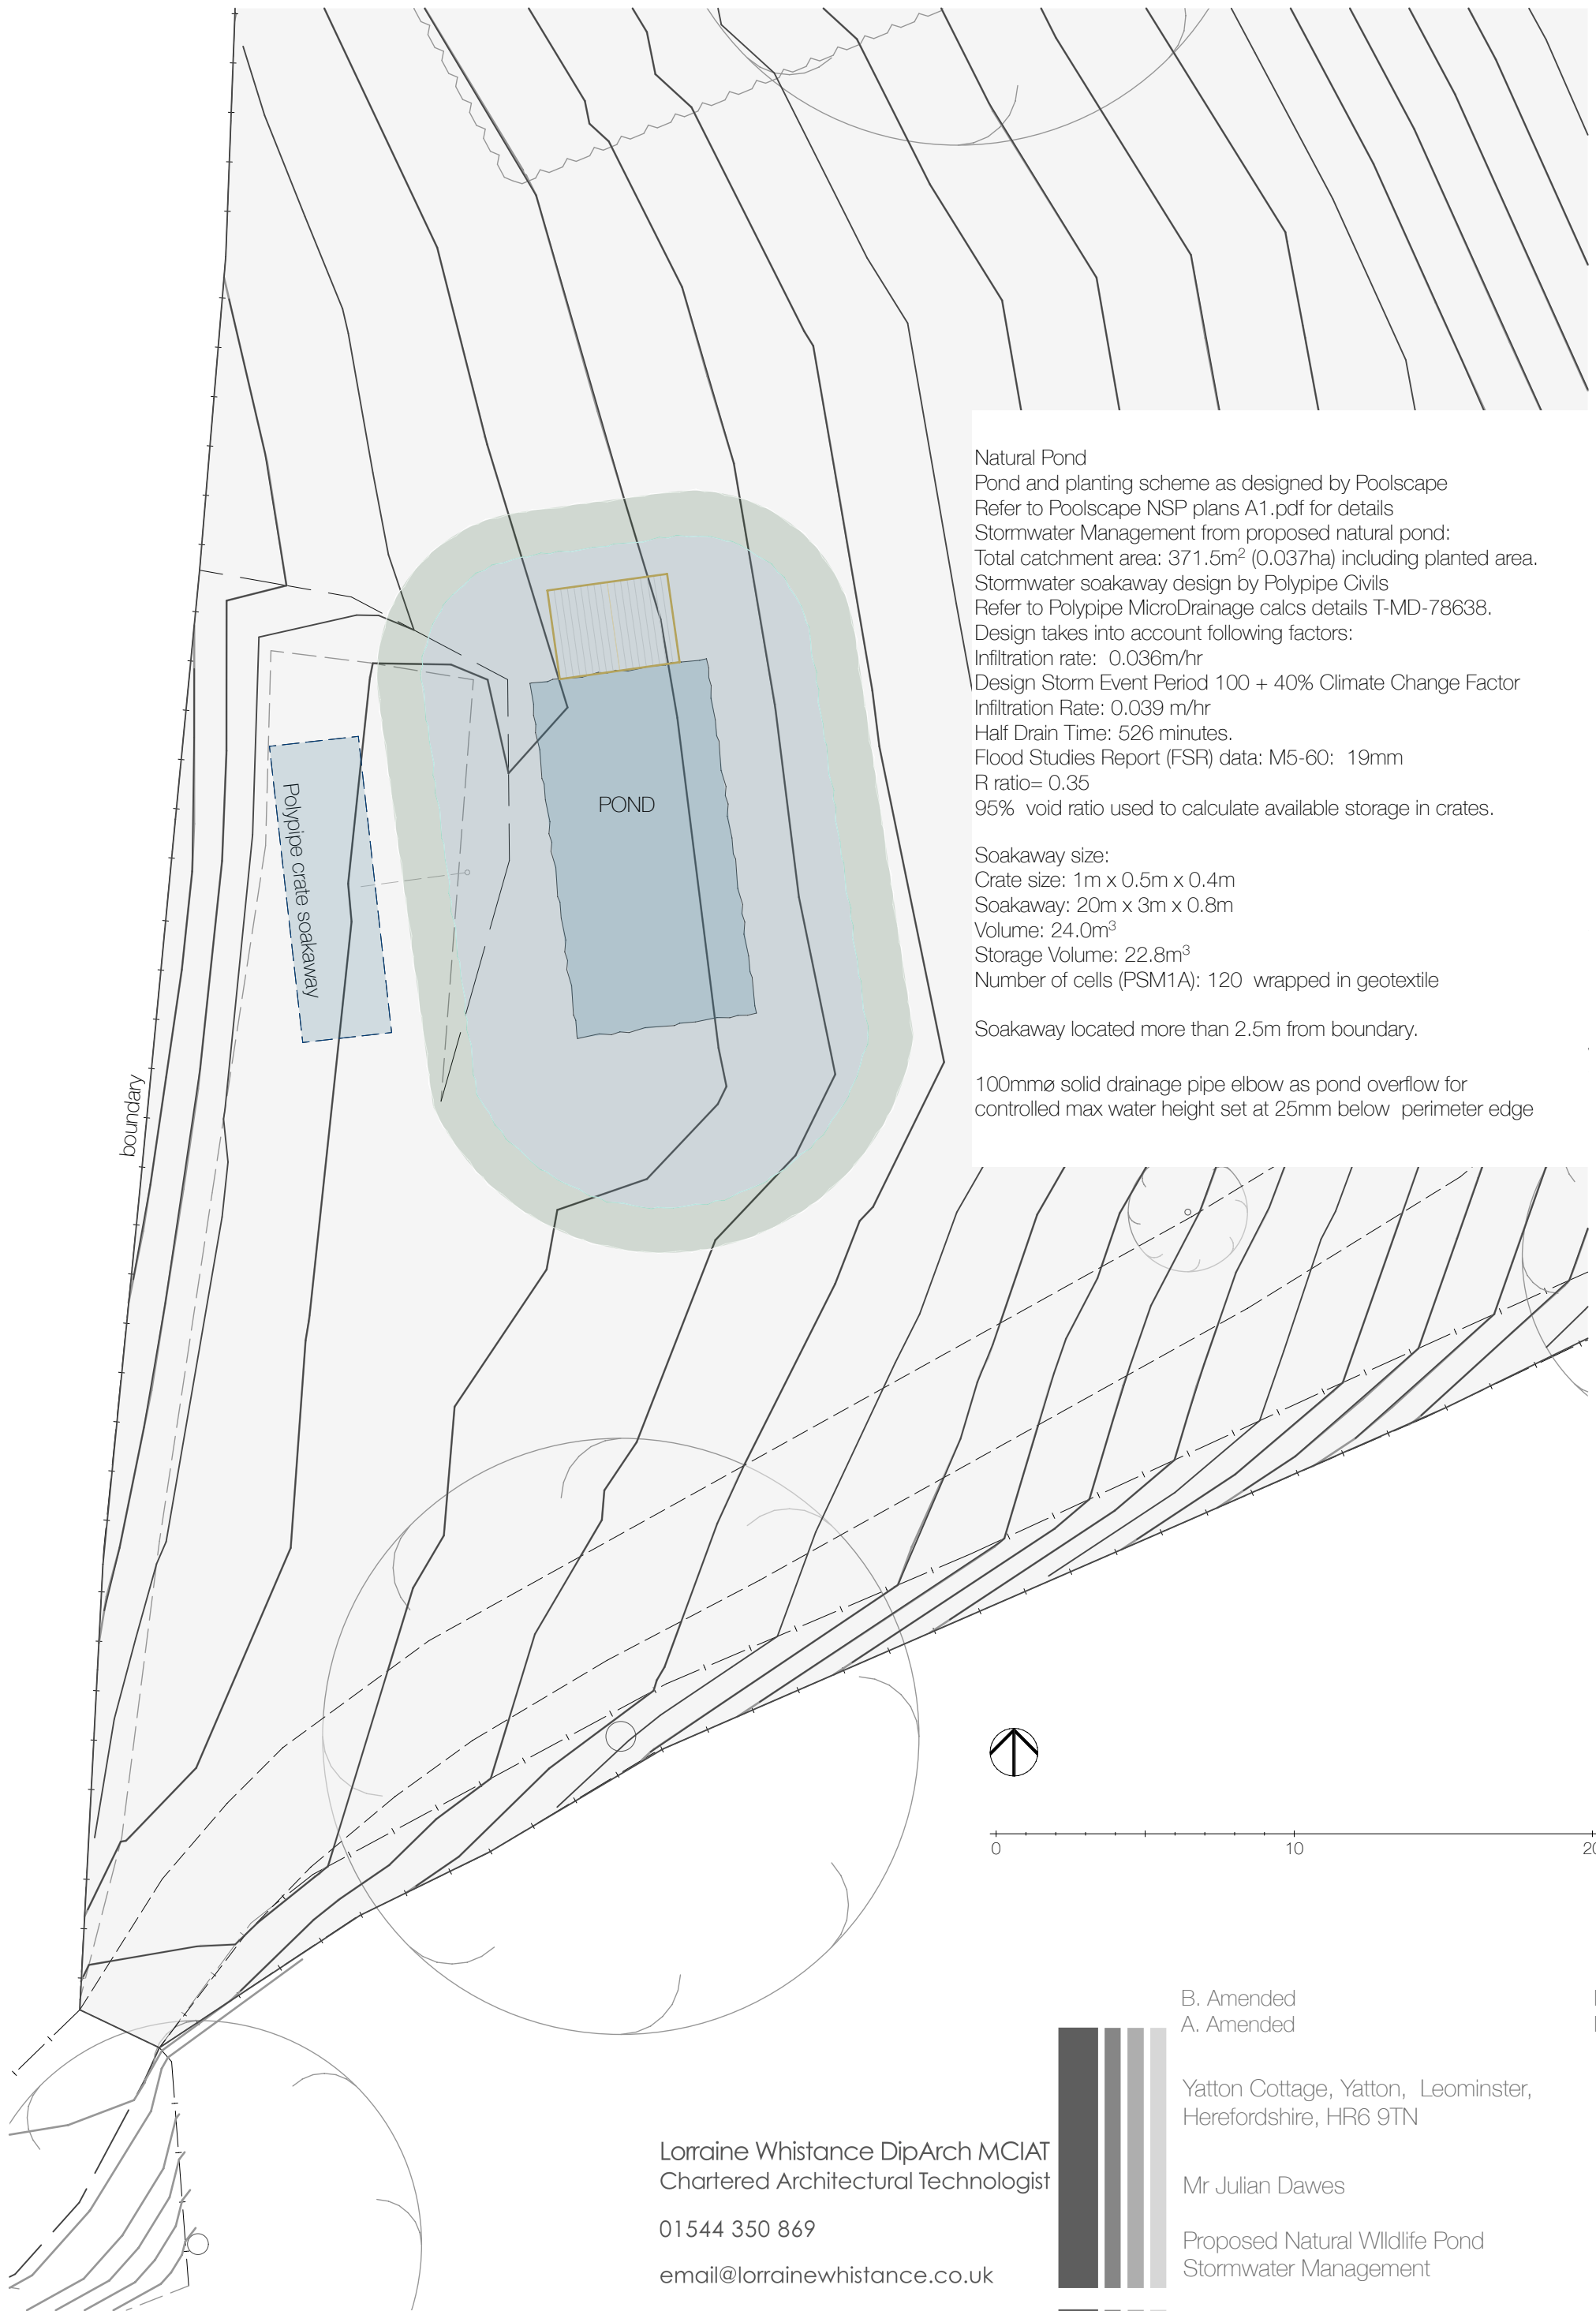 Natural Pond
Pond and planting scheme as designed by Poolscape
Refer to Poolscape NSP plans A1.pdf for details
Stormwater Management from proposed natural pond:
Total catchment area: 371.5m² (0.037ha) including planted area.
Stormwater soakaway design by Polypipe Civils
Refer to Polypipe MicroDrainage calcs details T-MD-78638.
Design takes into account following factors:
Infiltration rate: 0.036m/hr
Design Storm Event Period 100 + 40% Climate Change Factor
Infiltration Rate: 0.039 m/hr
Half Drain Time: 526 minutes.
Flood Studies Report (FSR) data: M5-60: 19mm
R ratio= 0.35
95% void ratio used to calculate available storage in crates.
Soakaway size:
Crate size: 1m x 0.5m x 0.4m
Soakaway: 20m x 3m x 0.8m
Volume: 24.0m³
Storage Volume: 22.8m³
Number of cells (PSM1A): 120 wrapped in geotextile
Soakaway located more than 2.5m from boundary.
100mmø solid drainage pipe elbow as pond overflow for
controlled max water height set at 25mm below perimeter edge
POND
Polypipe crate soakaway
boundary
0 10 20
B. Amended
A. Amended
Yatton Cottage, Yatton, Leominster,
Herefordshire, HR6 9TN
Mr Julian Dawes
Proposed Natural WIldlife Pond
Stormwater Management
Lorraine Whistance DipArch MCIAT
Chartered Architectural Technologist
01544 350 869
email@lorrainewhistance.co.uk